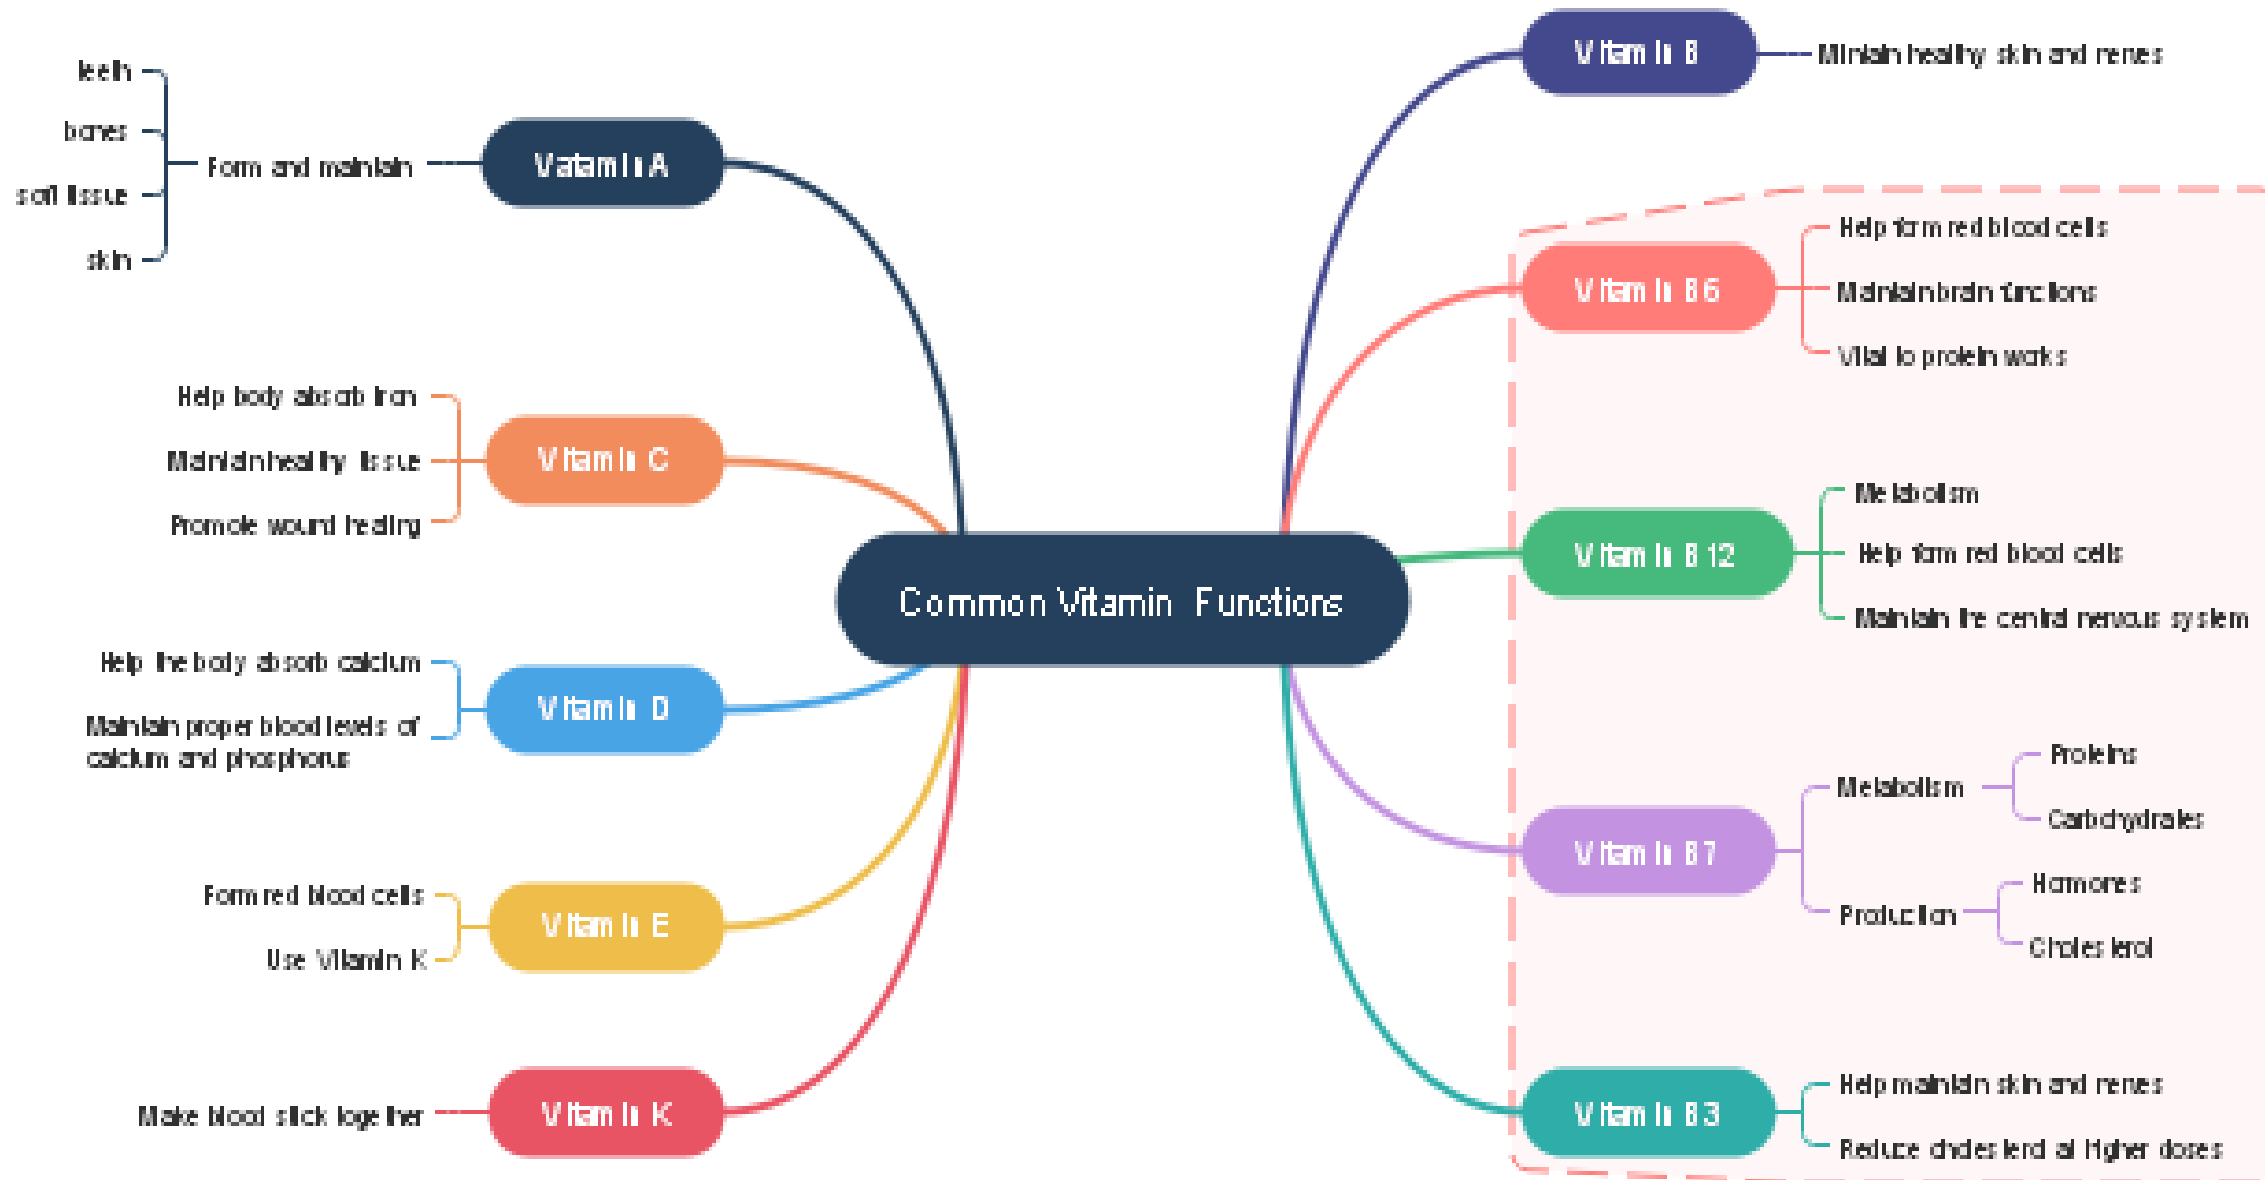 Common Vitamin Functions
Vatamin A
Form and maintain
teeth
bones
soft tissue
skin
Vitamin C
Help body absorb iron
Maintain healthy tissue
Promote wound healing
Vitamin D
Help the body absorb calcium
Maintain proper blood levels of
calcium and phosphorus
Vitamin E
Form red blood cells
Use Vitamin K
Vitamin K
Make blood stick together
Vitamin B
Mintain healthy skin and nerves
Vitamin B6
Help form red blood cells
Maintain brain functions
Vital to protein works
Vitamin B12
Metabolism
Help form red blood cells
Maintain the central nervous system
Vitamin B7
Metabolism
Proteins
Carbohydrates
Production
Hormones
Cholesterol
Vitamin B3
Help maintain skin and nerves
Reduce cholesterol at Higher doses